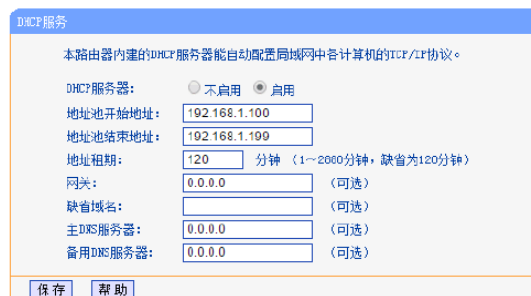 DHCP服务
本路由器内建的DHCP服务器能自动配置局域网中各计算机的TCP/IP协议。
DHCP服务器： 不启用 启用
地址池开始地址： 192.168.1.100
地址池结束地址： 192.168.1.199
地址租期： 120 分钟 （1～2880分钟，缺省为120分钟）
网关： 0.0.0.0 （可选）
缺省域名： （可选）
主DNS服务器： 0.0.0.0 （可选）
备用DNS服务器： 0.0.0.0 （可选）
保存 帮助